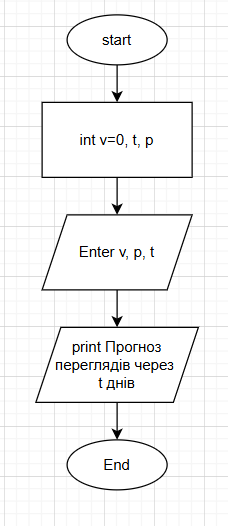 start
int v=0, t, p
Enter v, p, t
print Прогноз
переглядів через
t днів
End